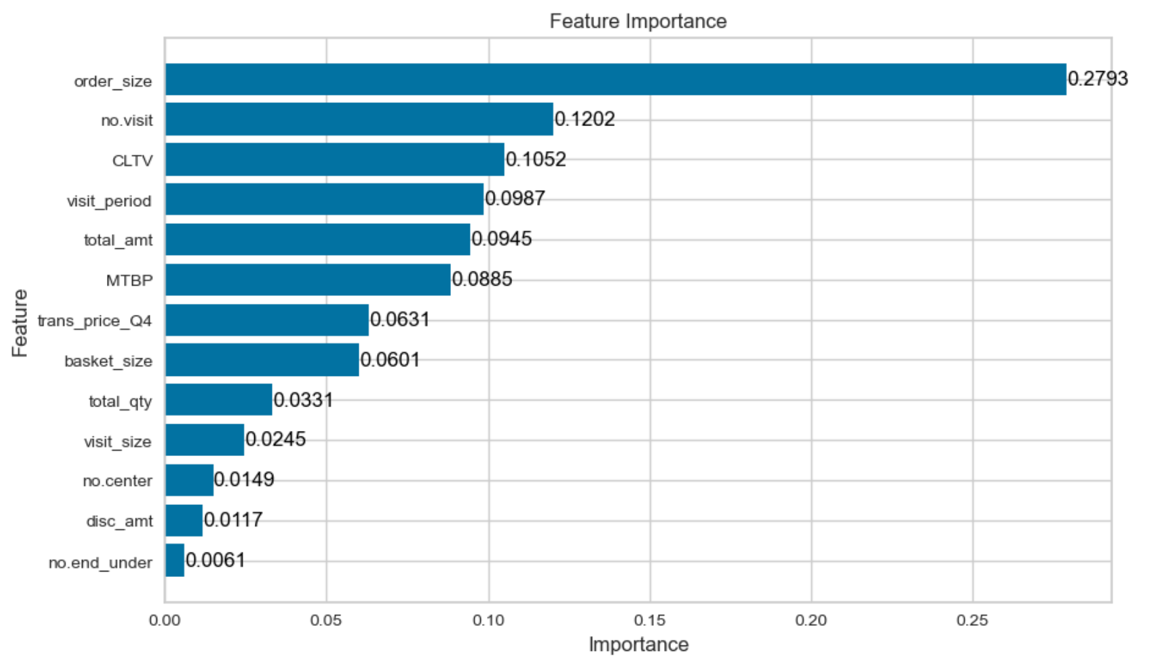 Feature Importance
order_size 0.2793
no.visit 0.1202
CLTV 0.1052
visit_period 0.0987
total_amt 0.0945
MTBP 0.0885
trans_price_Q4 0.0631
basket_size 0.0601
total_qty 0.0331
visit_size 0.0245
no.center 0.0149
disc_amt 0.0117
no.end_under 0.0061
Feature
0.00 0.05 0.10 0.15 0.20 0.25
Importance